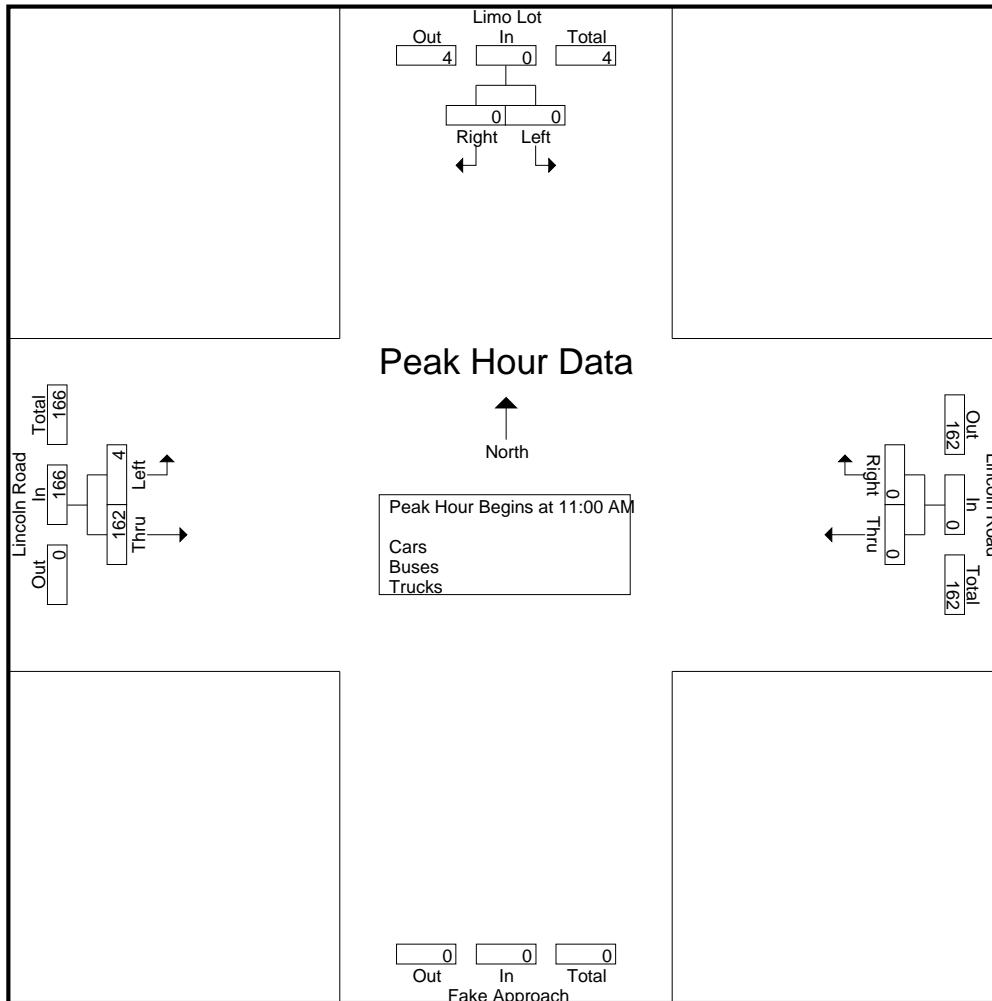 Limo Lot
Out In Total
4 0 4
0 0
Right Left
Peak Hour Data
North
Peak Hour Begins at 11:00 AM
Cars
Buses
Trucks
Lincoln Road
Out In Total
0 166 166
Thru Left
162 4
Lincoln Road
Out In Total
162 0 162
Right Thru
0 0
0 0 0
Out In Total
Fake Approach